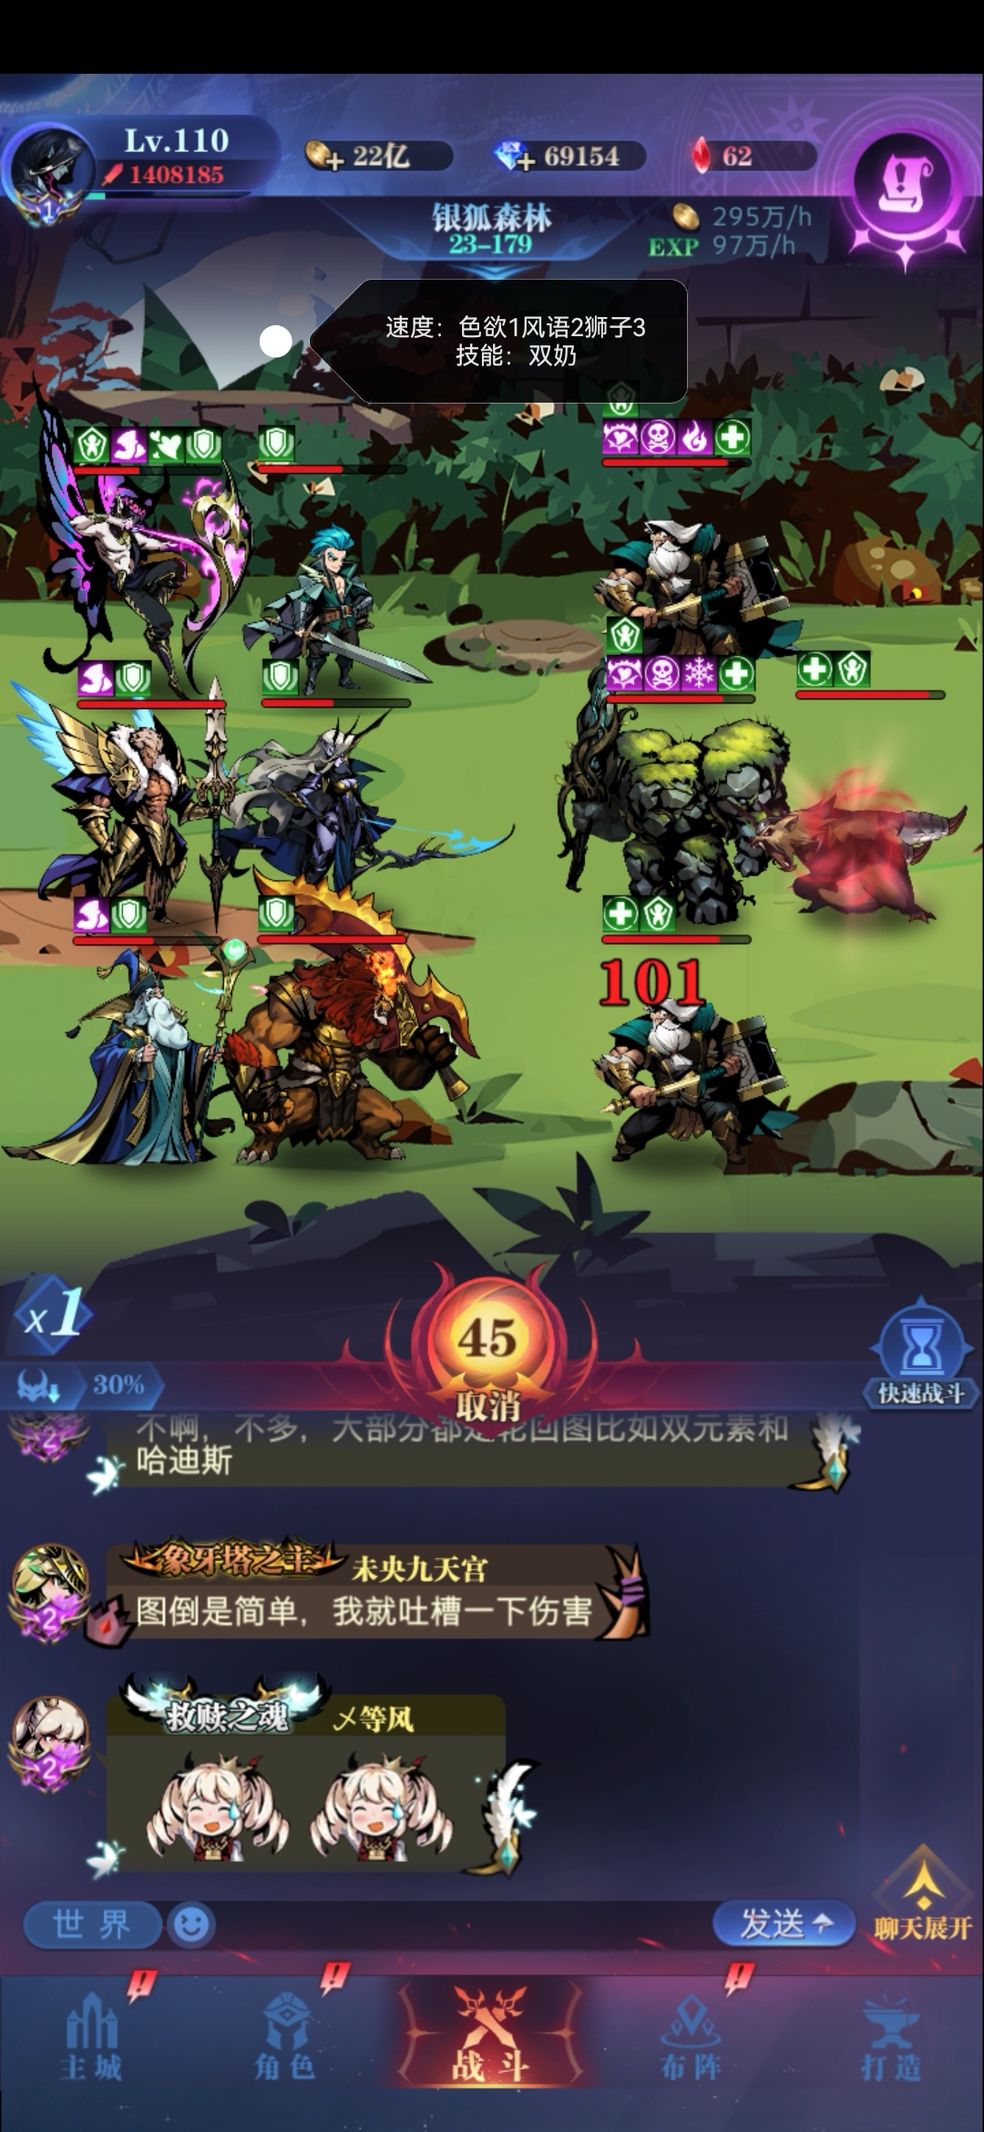 Lv.110
1408185
22亿
69154
62
1
银狐森林
23-179
295万/h
EXP 97万/h
速度：色欲1风语2狮子3
技能：双奶
101
x1
45
取消
30%
快速战斗
2
不啊，不多，大部分都是轮回图比如双元素和
哈迪斯
象牙塔之主 未央九天宫
2
图倒是简单，我就吐槽一下伤害
救赎之魂 乄等风
2
世界
发送
聊天展开
主城
角色
战斗
布阵
打造